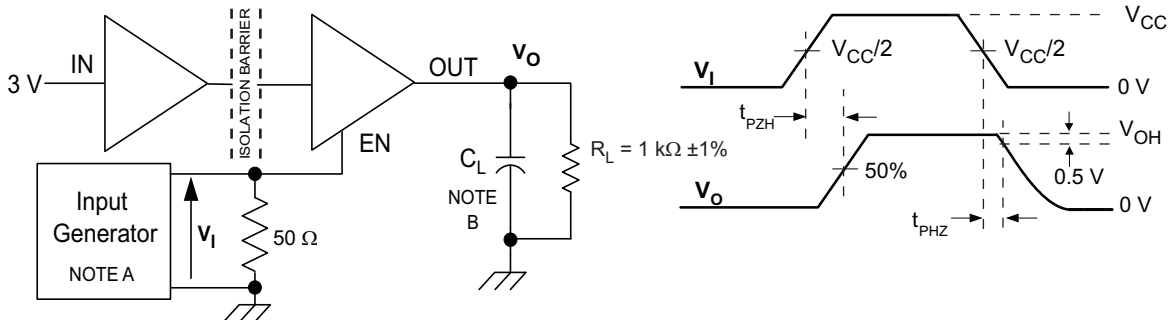 3 V
IN
ISOLATION BARRIER
OUT
EN
V_O
C_L
NOTE
B
R_L = 1 kΩ ±1%
Input
Generator
NOTE A
V_I
50 Ω
V_CC
V_CC/2
V_CC/2
V_I
0 V
t_PZH
V_OH
50%
0.5 V
V_O
0 V
t_PHZ